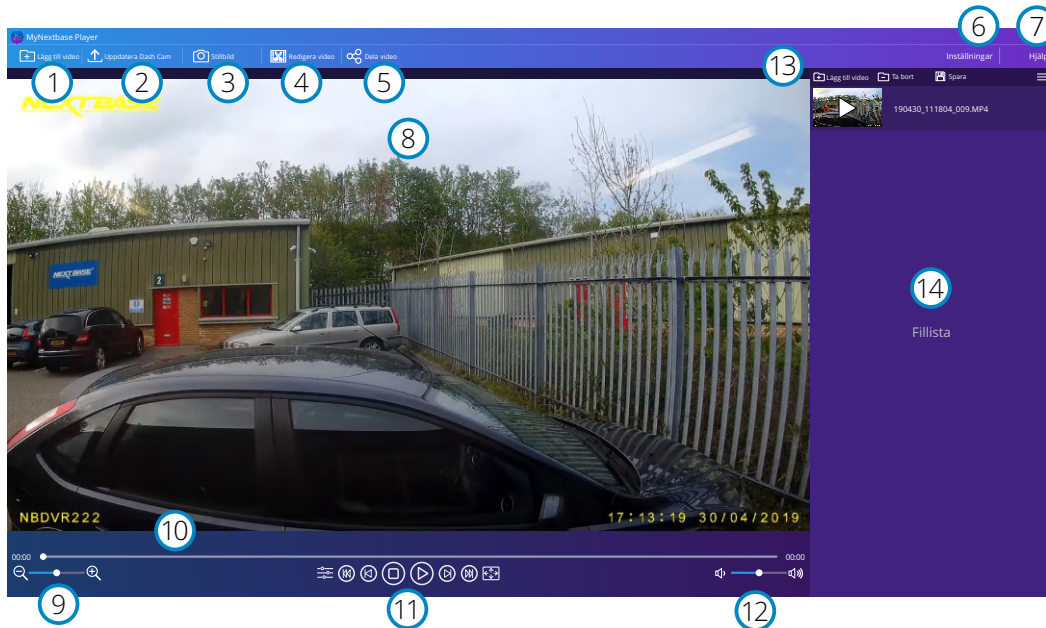 MyNextbase Player
Lägg till video
Uppdatera Dash Cam
Stillbild
Redigera video
Dela video
Inställningar
Hjälp
6
7
1
2
3
4
5
13
Lägg till video
Ta bort
Spara
190430_111804_009.MP4
NEXTBASE
8
NEXTBASE
2
14
Fillista
NBDVR222
17:13:19 30/04/2019
10
00:00
00:00
9
11
12